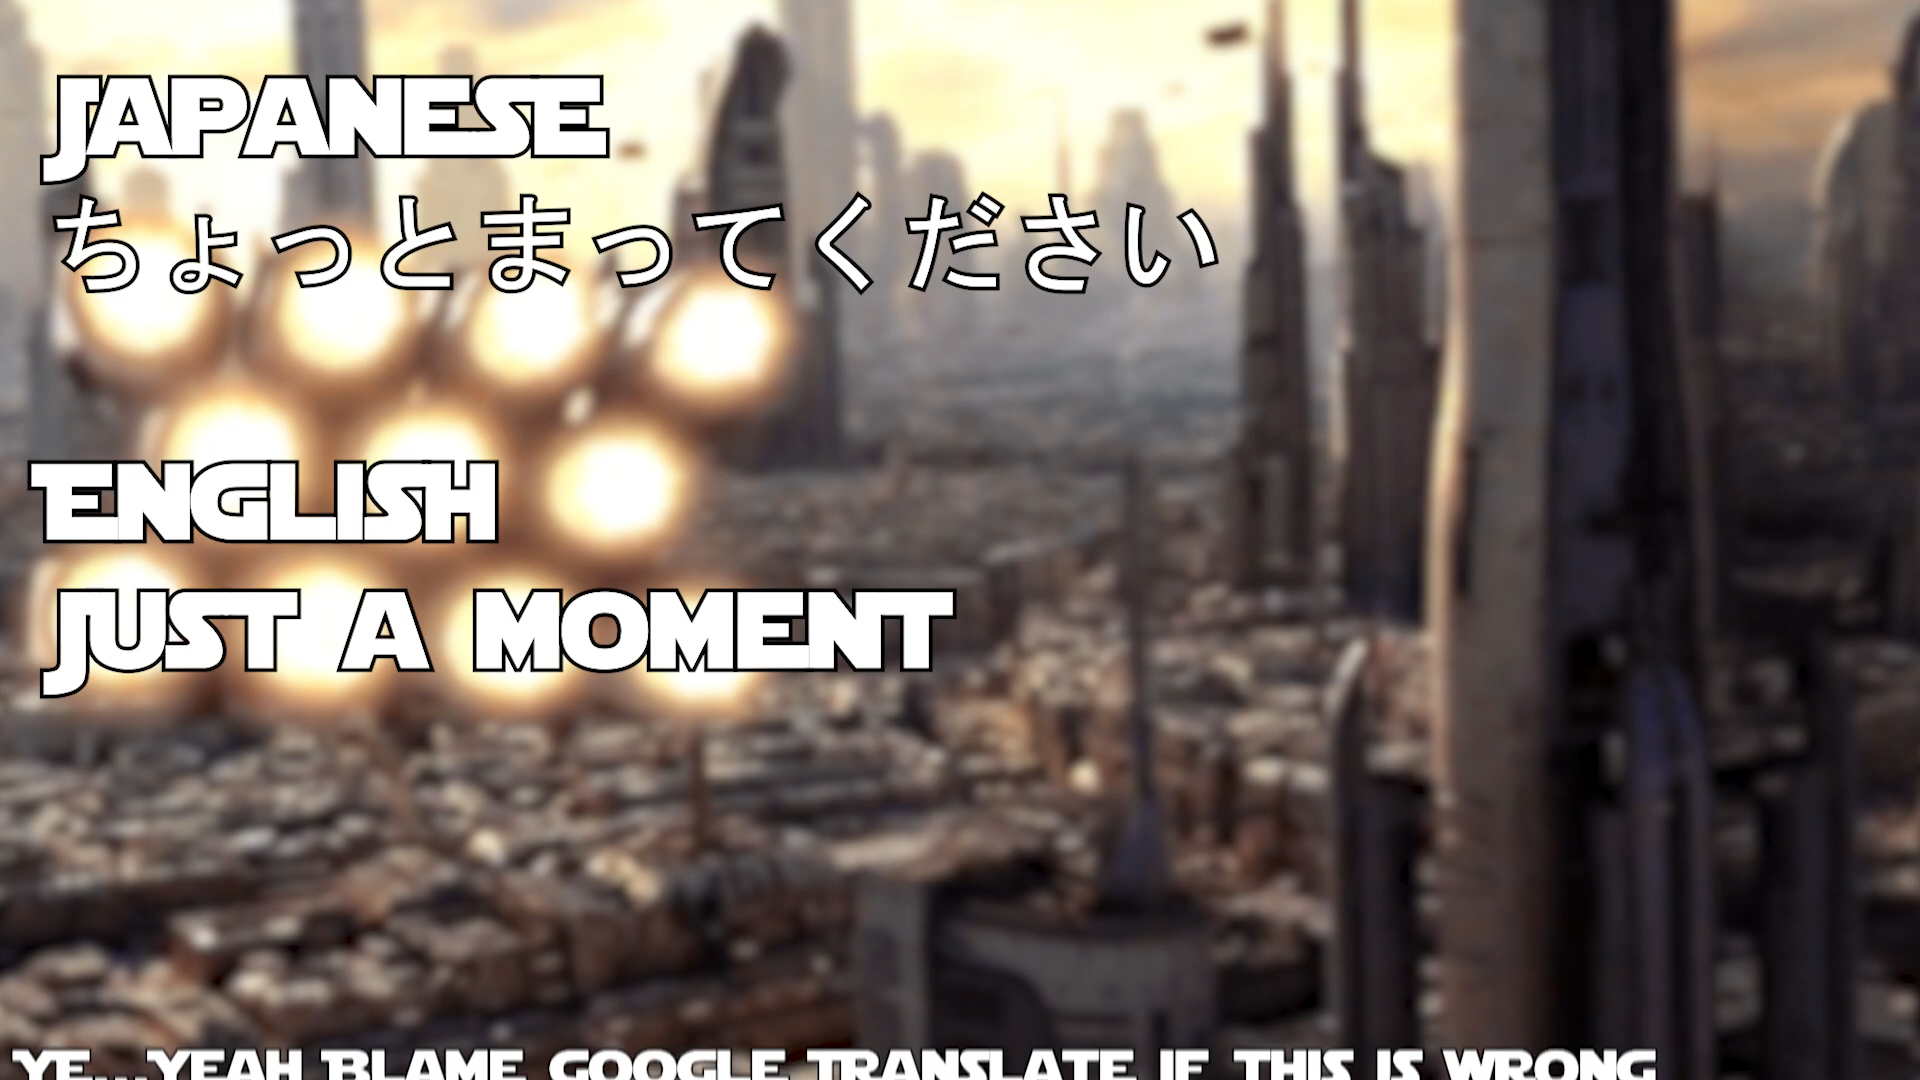 Japanese
ちょっとまってください
English
Just a moment
Ye...Yeah Blame Google Translate if this is wrong